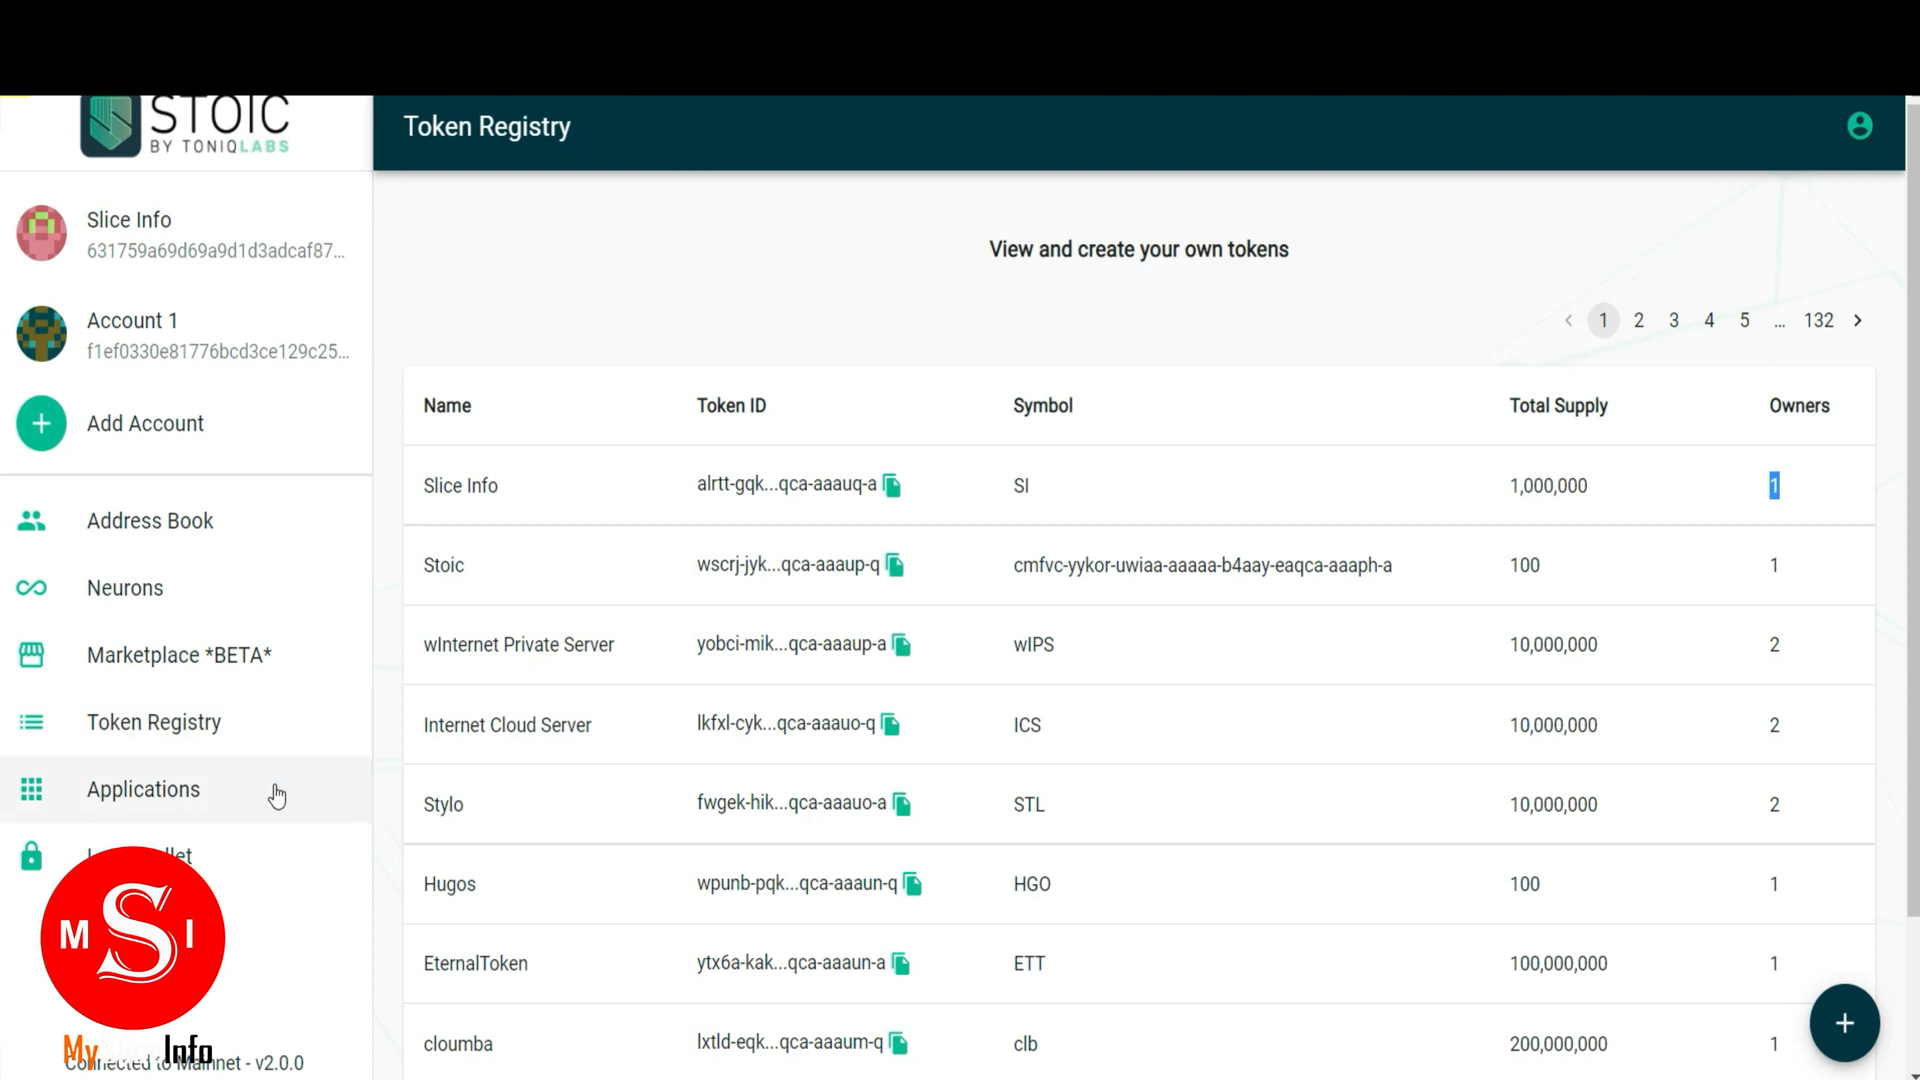 STOIC
BY TONIQLABS
Token Registry
Slice Info
631759a69d69a9d1d3adcaf87...
Account 1
f1ef0330e81776bcd3ce129c25...
Add Account
Address Book
Neurons
Marketplace *BETA*
Token Registry
Applications
M S I
My Info
Connected to Mainnet - v2.0.0
View and create your own tokens
1 2 3 4 5 ... 132
Name Token ID Symbol Total Supply Owners
Slice Info alrtt-gqk...qca-aaauq-a SI 1,000,000 1
Stoic wscrj-jyk...qca-aaaup-q cmfvc-yykor-uwiaa-aaaaa-b4aay-eaqca-aaaph-a 100 1
wInternet Private Server yobci-mik...qca-aaaup-a wIPS 10,000,000 2
Internet Cloud Server lkfxl-cyk...qca-aaauo-q ICS 10,000,000 2
Stylo fwgek-hik...qca-aaauo-a STL 10,000,000 2
Hugos wpunb-pqk...qca-aaaun-q HGO 100 1
EternalToken ytx6a-kak...qca-aaaun-a ETT 100,000,000 1
cloumba lxtld-eqk...qca-aaaum-q clb 200,000,000 1